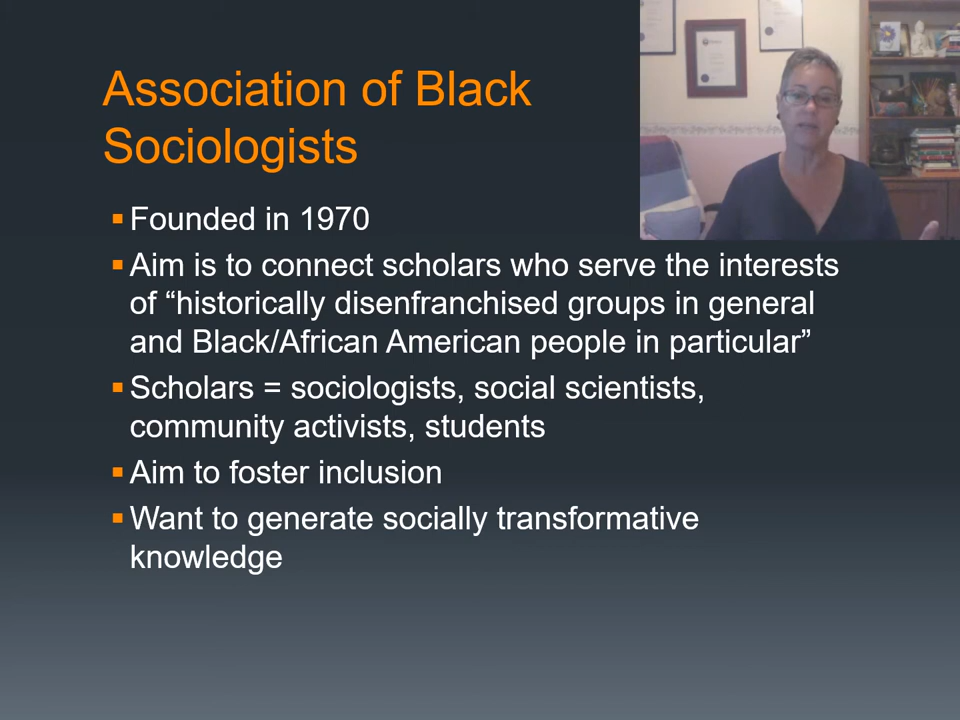 Association of Black
Sociologists
Founded in 1970
Aim is to connect scholars who serve the interests
of “historically disenfranchised groups in general
and Black/African American people in particular”
Scholars = sociologists, social scientists,
community activists, students
Aim to foster inclusion
Want to generate socially transformative
knowledge